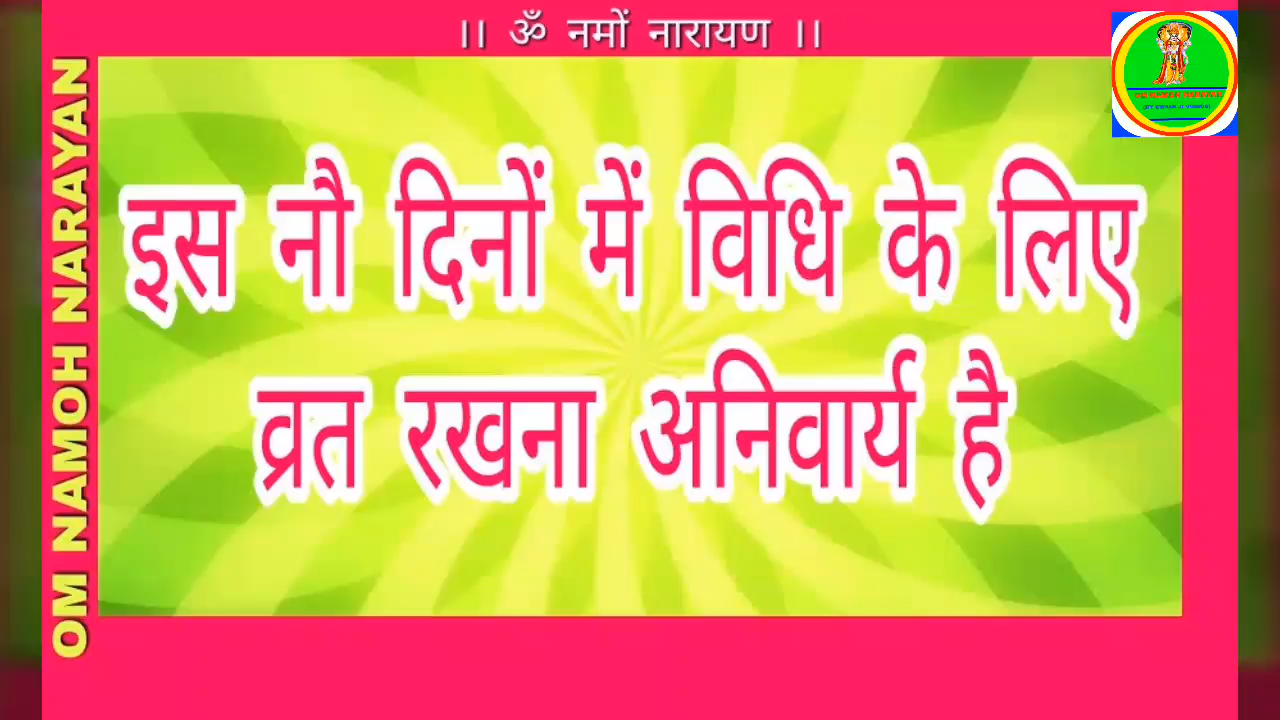 ।। ॐ नमों नारायण ।।
OM NAMOH NARAYAN
इस नौ दिनों में विधि के लिए
व्रत रखना अनिवार्य है